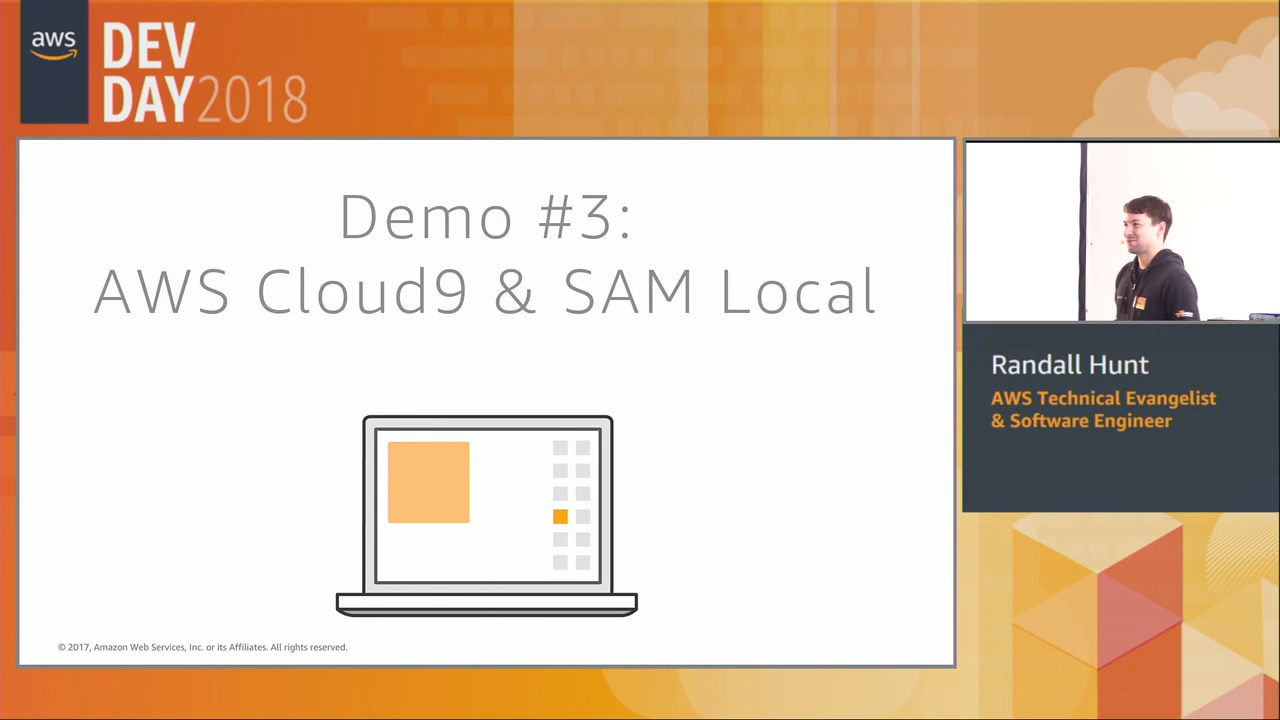 aws
DEV
DAY2018
Demo #3:
AWS Cloud9 & SAM Local
© 2017, Amazon Web Services, Inc. or its Affiliates. All rights reserved.
Randall Hunt
AWS Technical Evangelist
& Software Engineer